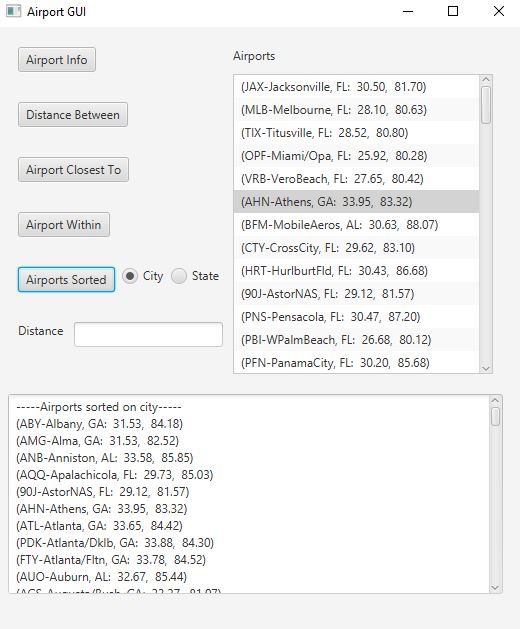 Airport GUI
Airport Info
Distance Between
Airport Closest To
Airport Within
Airports Sorted City State
Distance
Airports
(JAX-Jacksonville, FL: 30.50, 81.70)
(MLB-Melbourne, FL: 28.10, 80.63)
(TIX-Titusville, FL: 28.52, 80.80)
(OPF-Miami/Opa, FL: 25.92, 80.28)
(VRB-VeroBeach, FL: 27.65, 80.42)
(AHN-Athens, GA: 33.95, 83.32)
(BFM-MobileAeros, AL: 30.63, 88.07)
(CTY-CrossCity, FL: 29.62, 83.10)
(HRT-HurlburtFld, FL: 30.43, 86.68)
(90J-AstorNAS, FL: 29.12, 81.57)
(PNS-Pensacola, FL: 30.47, 87.20)
(PBI-WPalmBeach, FL: 26.68, 80.12)
(PFN-PanamaCity, FL: 30.20, 85.68)
-----Airports sorted on city-----
(ABY-Albany, GA: 31.53, 84.18)
(AMG-Alma, GA: 31.53, 82.52)
(ANB-Anniston, AL: 33.58, 85.85)
(AQQ-Apalachicola, FL: 29.73, 85.03)
(90J-AstorNAS, FL: 29.12, 81.57)
(AHN-Athens, GA: 33.95, 83.32)
(ATL-Atlanta, GA: 33.65, 84.42)
(PDK-Atlanta/Dklb, GA: 33.88, 84.30)
(FTY-Atlanta/Fltn, GA: 33.78, 84.52)
(AUO-Auburn, AL: 32.67, 85.44)